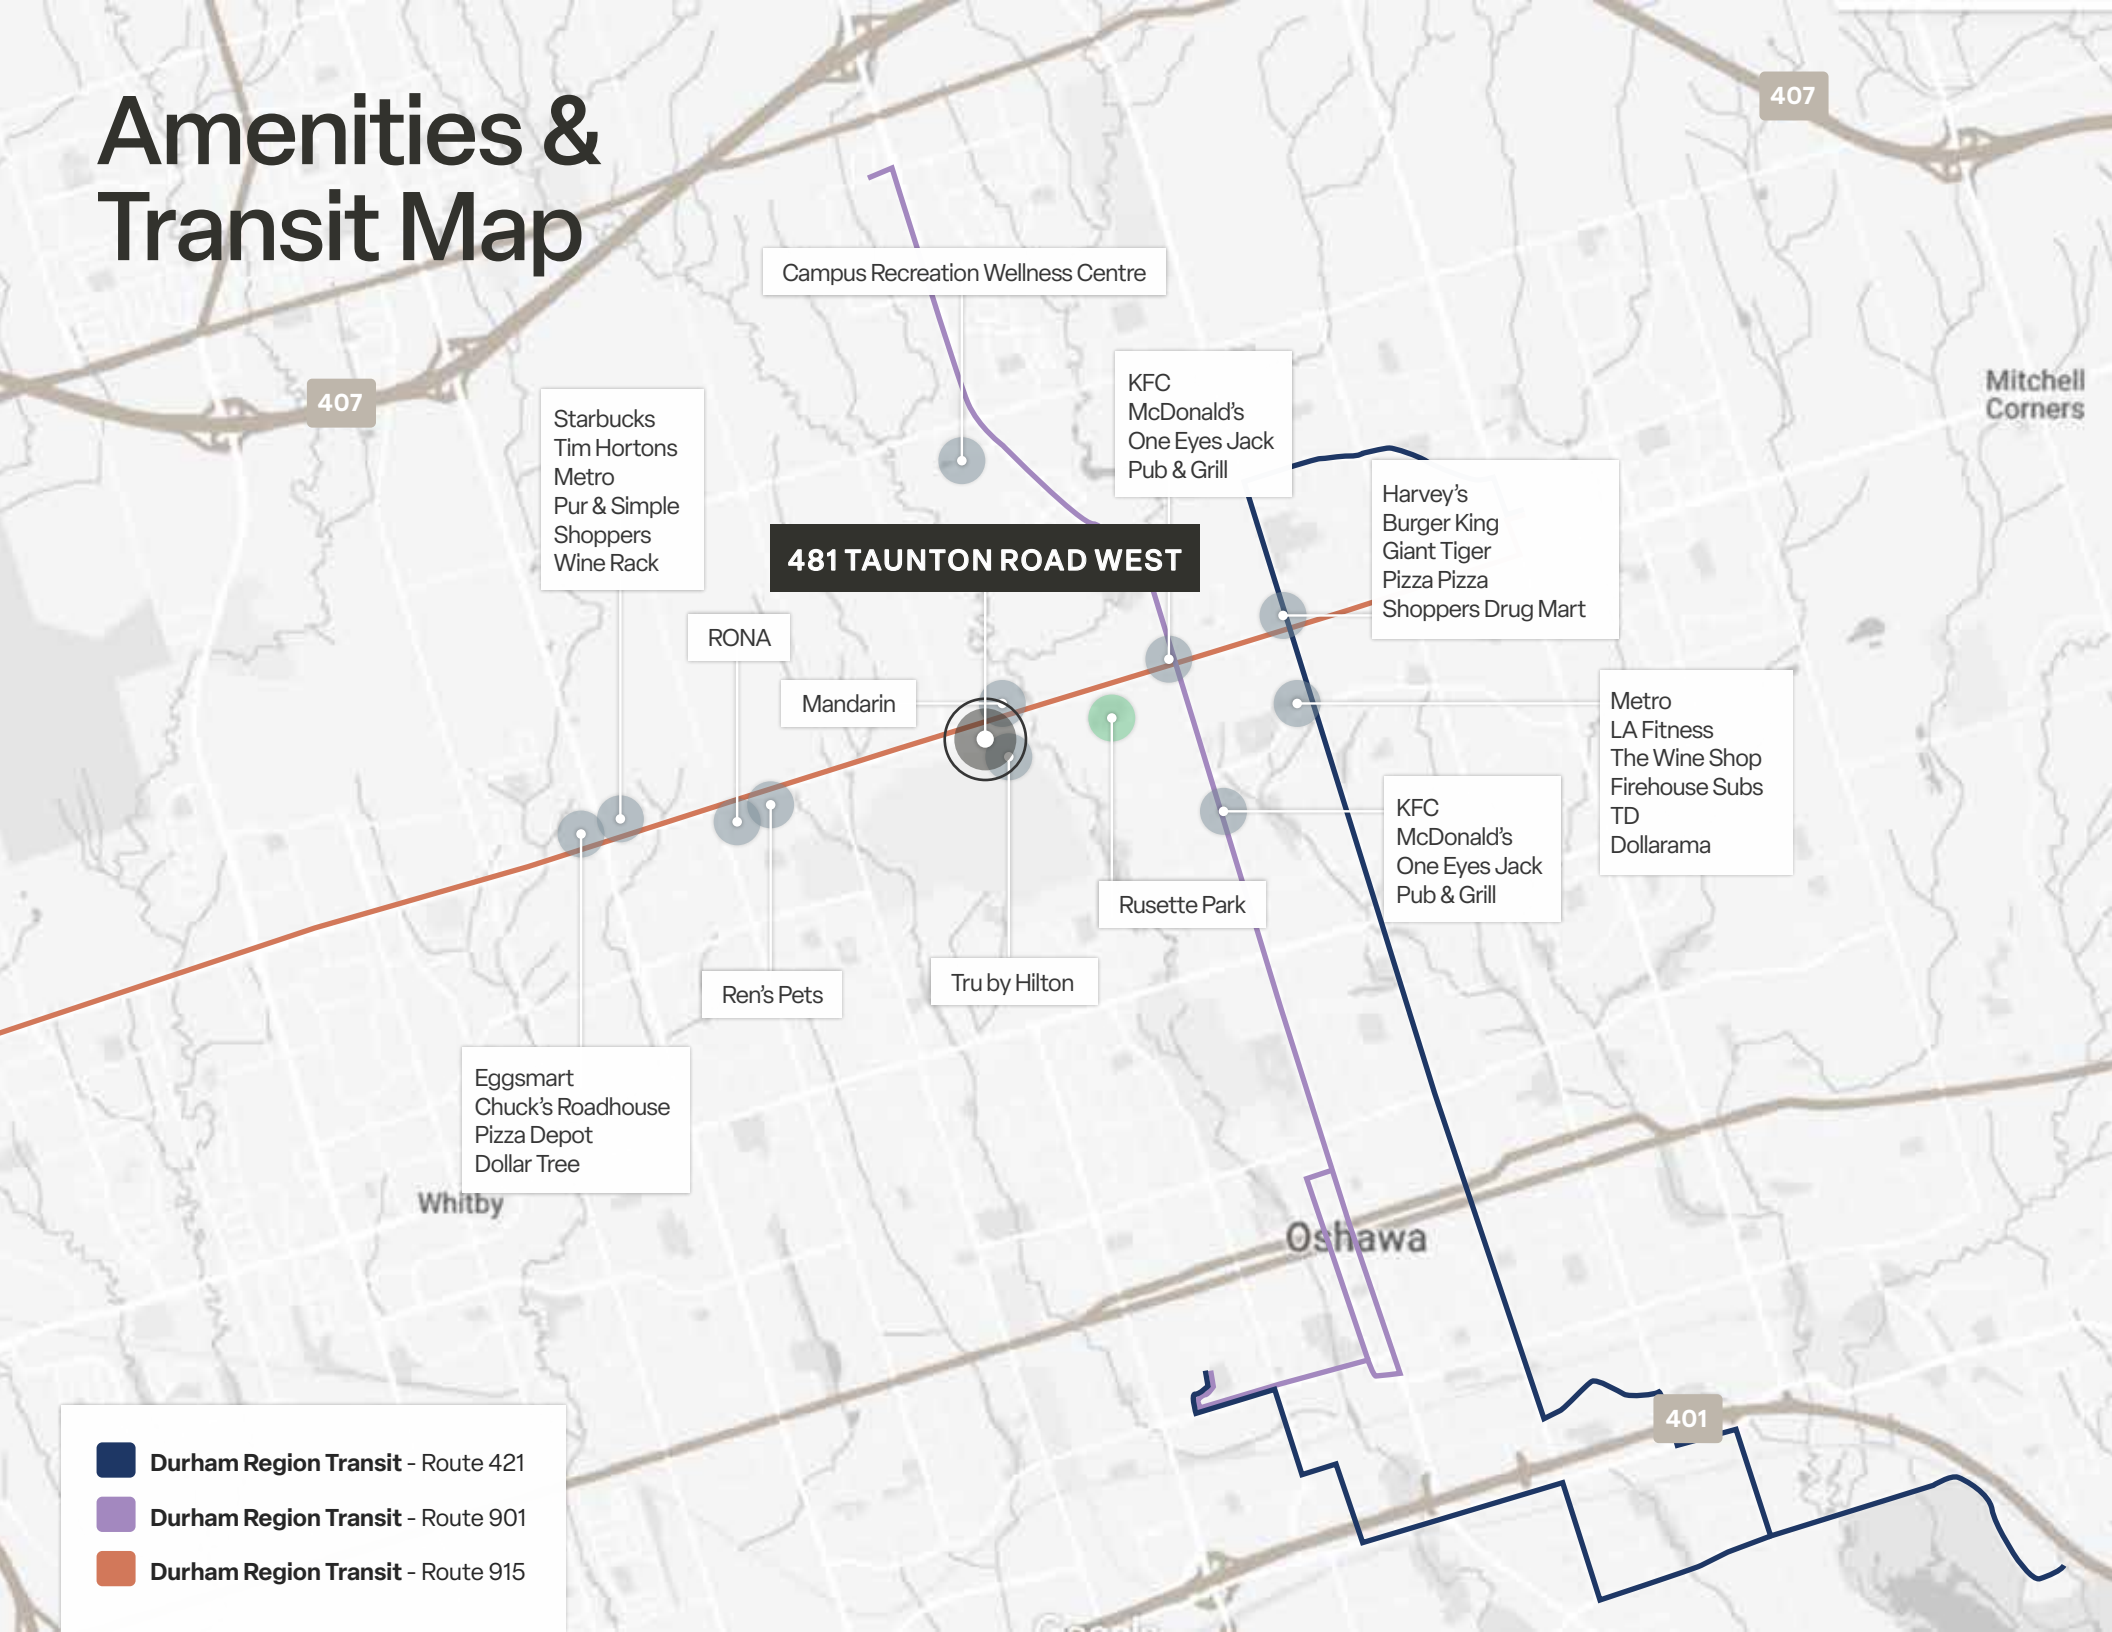 Amenities &
Transit Map
407
407
Campus Recreation Wellness Centre
Mitchell
Corners
KFC
McDonald's
One Eyes Jack
Pub & Grill
Starbucks
Tim Hortons
Metro
Pur & Simple
Shoppers
Wine Rack
Harvey's
Burger King
Giant Tiger
Pizza Pizza
Shoppers Drug Mart
481 TAUNTON ROAD WEST
RONA
Mandarin
Metro
LA Fitness
The Wine Shop
Firehouse Subs
TD
Dollarama
KFC
McDonald's
One Eyes Jack
Pub & Grill
Rusette Park
Tru by Hilton
Ren's Pets
Eggsmart
Chuck's Roadhouse
Pizza Depot
Dollar Tree
Whitby
Oshawa
401
Durham Region Transit - Route 421
Durham Region Transit - Route 901
Durham Region Transit - Route 915